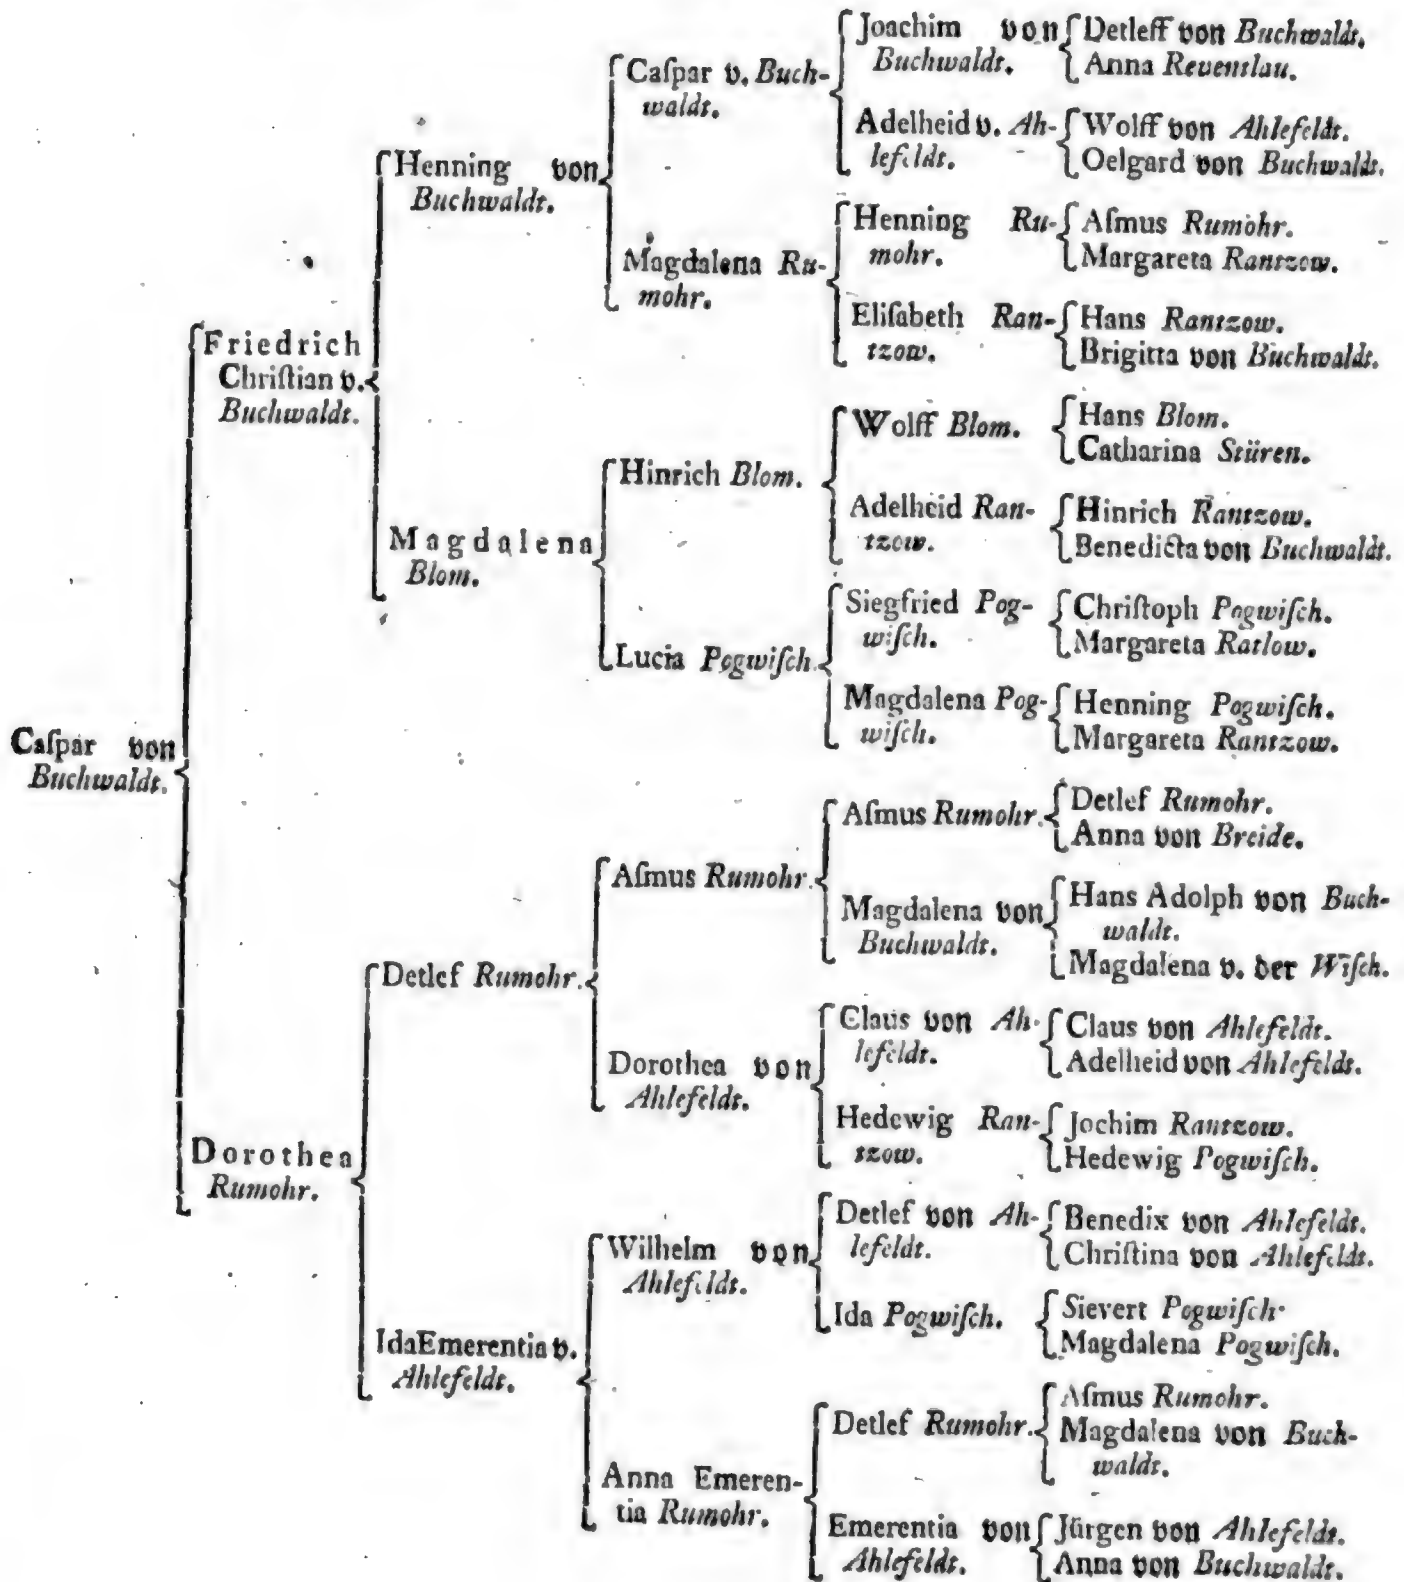 Caſpar von
Buchwaldt.
Friedrich
Chriſtian v.
Buchwaldt.
Dorothea
Rumohr.
Henning von
Buchwaldt.
Magdalena
Blom.
Detlef Rumohr.
IdaEmerentia v.
Ahlefeldt.
Caſpar v. Buch-
waldt.
Magdalena Ru-
mohr.
Hinrich Blom.
Lucia Pogwiſch.
Aſmus Rumohr.
Dorothea von
Ahlefeldt.
Wilhelm von
Ahlefeldt.
Anna Emeren-
tia Rumohr.
Joachim von
Buchwaldt.
Adelheid v. Ah-
lefeldt.
Henning Ru-
mohr.
Eliſabeth Ran-
tzow.
Wolff Blom.
Adelheid Ran-
tzow.
Siegfried Pog-
wiſch.
Magdalena Pog-
wiſch.
Aſmus Rumohr.
Magdalena von
Buchwaldt.
Claus von Ah-
lefeldt.
Hedewig Ran-
tzow.
Detlef von Ah-
lefeldt.
Ida Pogwiſch.
Detlef Rumohr.
Emerentia von
Ahlefeldt.
Detleff von Buchwaldt.
Anna Reventlau.
Wolff von Ahlefeldt.
Oelgard von Buchwaldt.
Aſmus Rumohr.
Margareta Rantzow.
Hans Rantzow.
Brigitta von Buchwaldt.
Hans Blom.
Catharina Stüren.
Hinrich Rantzow.
Benedicta von Buchwaldt.
Chriſtoph Pogwiſch.
Margareta Ratlow.
Henning Pogwiſch.
Margareta Rantzow.
Detlef Rumohr.
Anna von Breide.
Hans Adolph von Buch-
waldt.
Magdalena v. der Wiſch.
Claus von Ahlefeldt.
Adelheid von Ahlefeldt.
Jochim Rantzow.
Hedewig Pogwiſch.
Benedix von Ahlefeldt.
Chriſtina von Ahlefeldt.
Sievert Pogwiſch.
Magdalena Pogwiſch.
Aſmus Rumohr.
Magdalena von Buch-
waldt.
Jürgen von Ahlefeldt.
Anna von Buchwaldt.